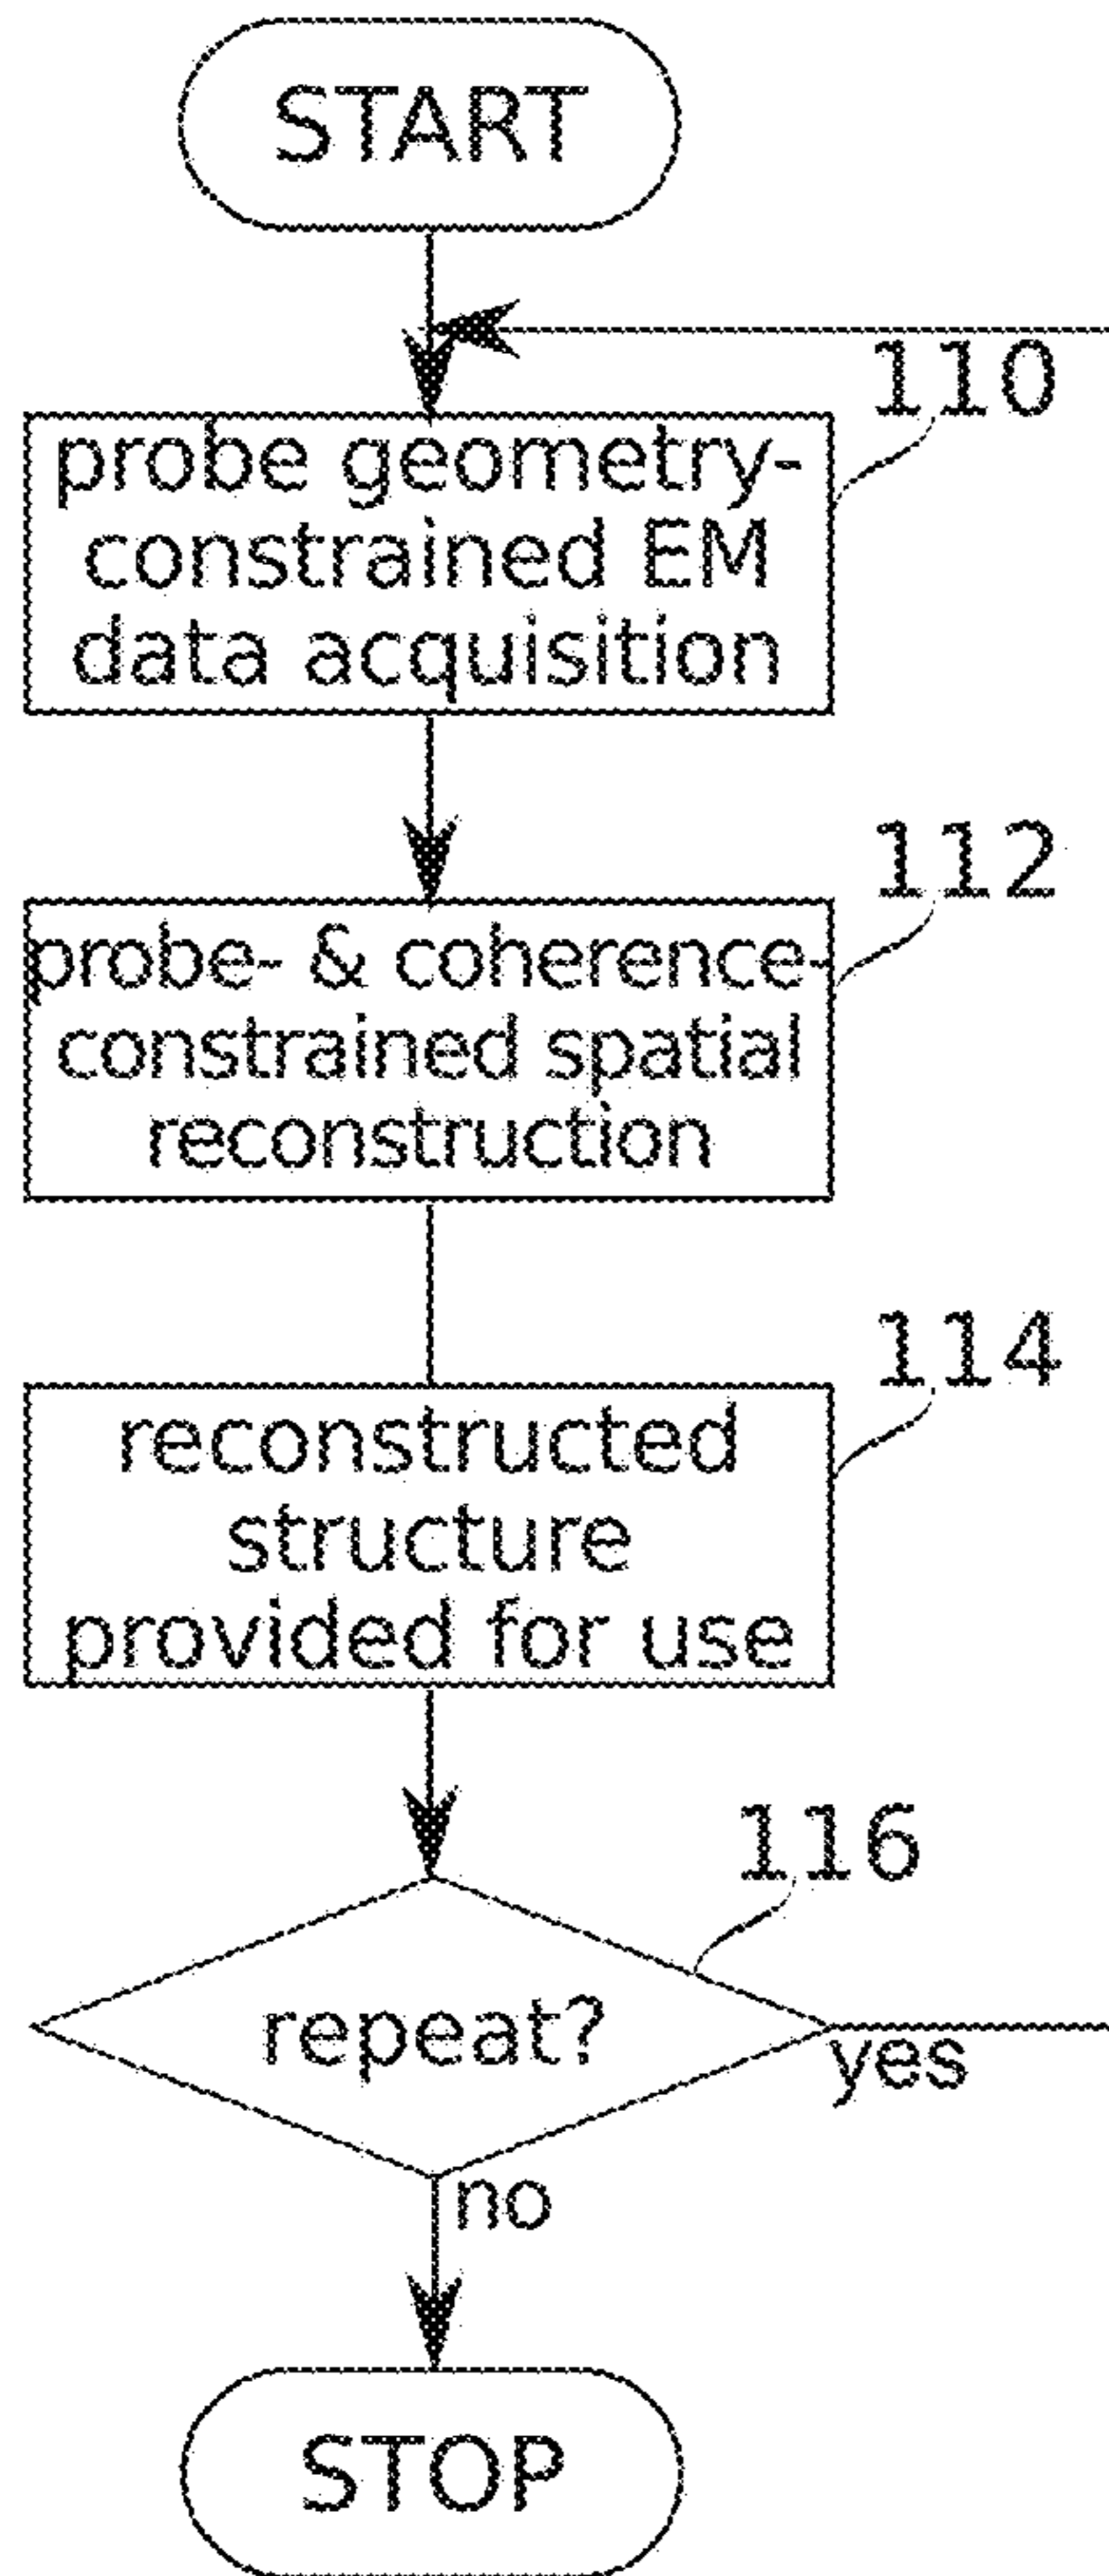 START
110
probe geometry-
constrained EM
data acquisition
112
probe- & coherence-
constrained spatial
reconstruction
114
reconstructed
structure
provided for use
116
repeat?
yes
no
STOP